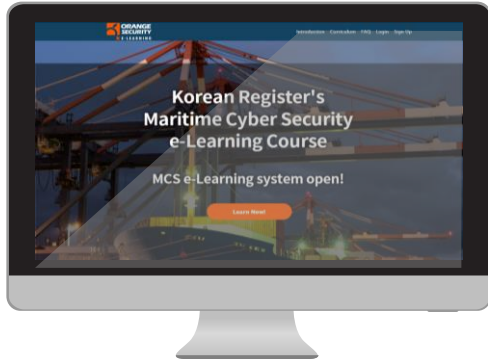 ORANGE
SECURITY
E-LEARNING
Introduction Curriculum FAQ Login Sign Up
Korean Register's
Maritime Cyber Security
e-Learning Course
MCS e-Learning system open!
Learn Now!